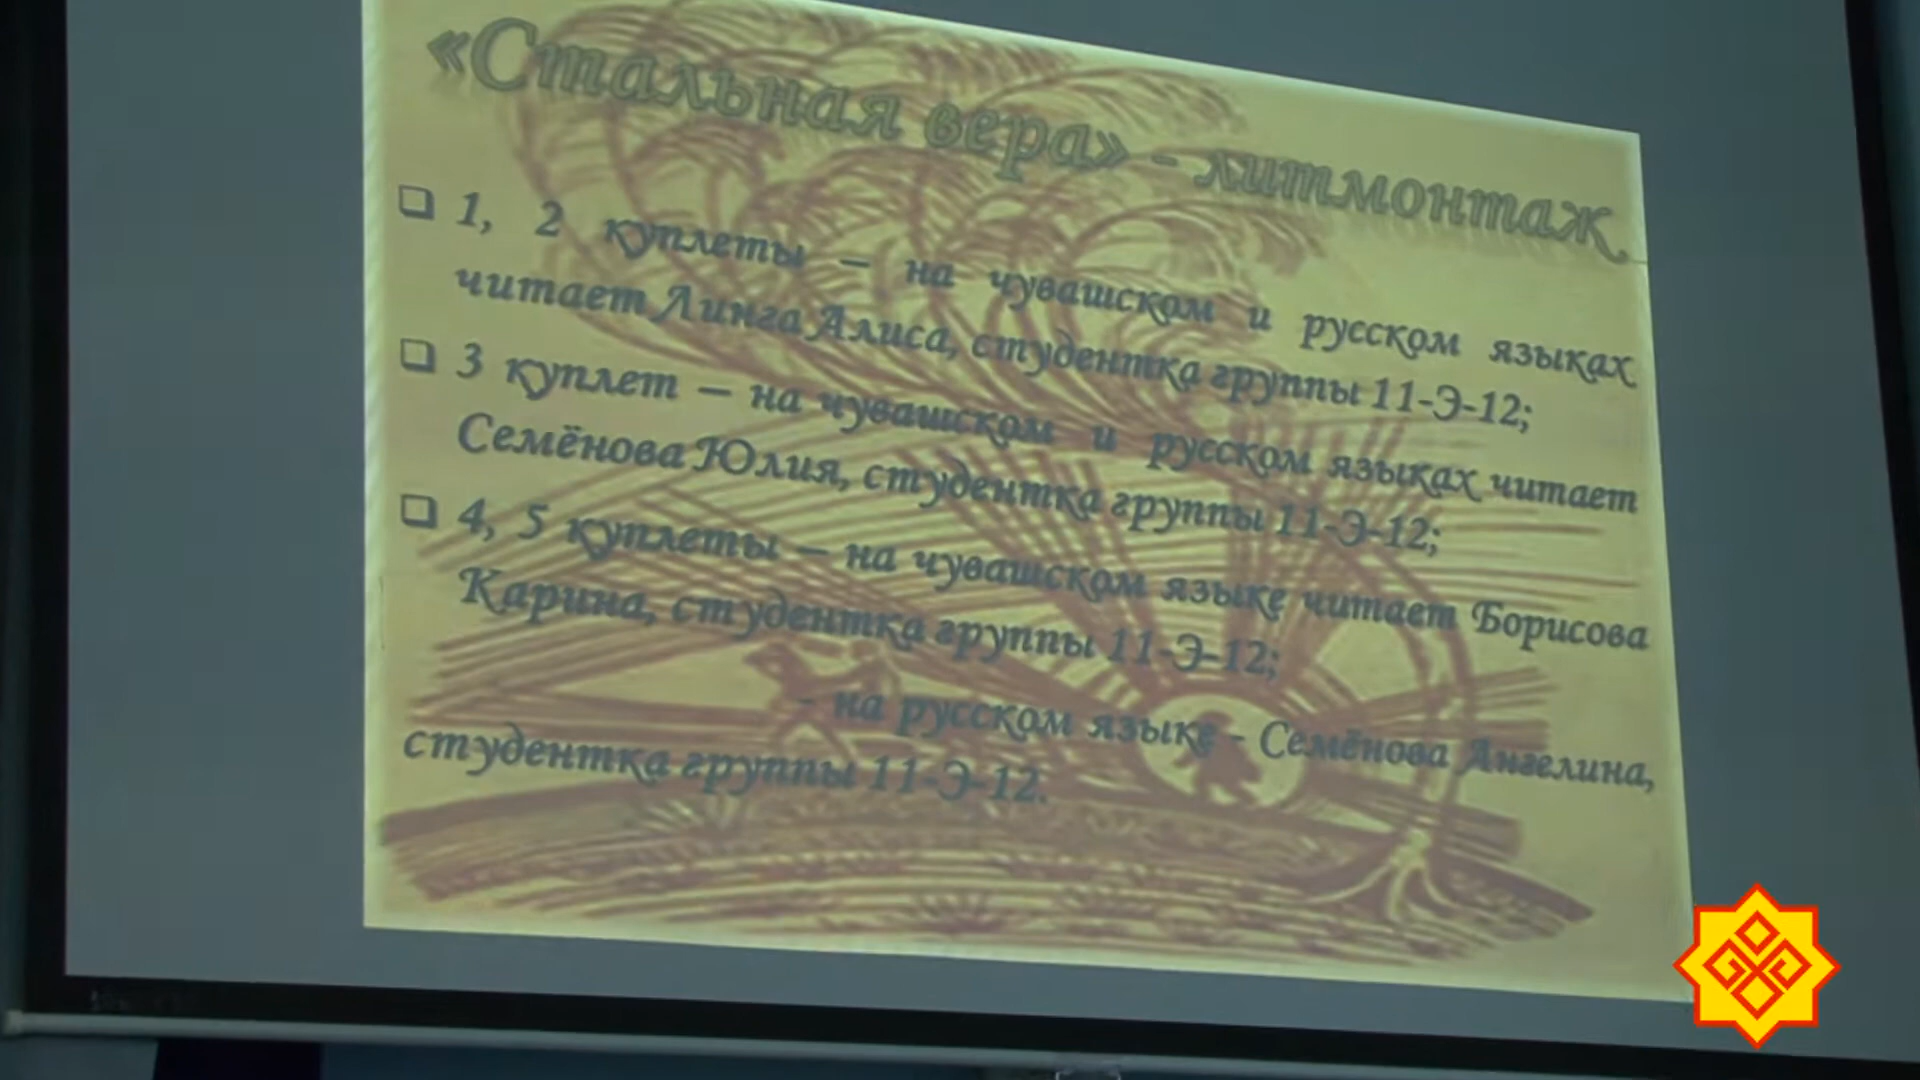 «Стальная вера» - литмонтаж
1, 2 куплеты – на чувашском и русском языках
читает Линга Алиса, студентка группы 11-Э-12;
3 куплет – на чувашском и русском языках читает
Семёнова Юлия, студентка группы 11-Э-12;
4, 5 куплеты – на чувашском языке читает Борисова
Карина, студентка группы 11-Э-12;
- на русском языке - Семёнова Ангелина,
студентка группы 11-Э-12.